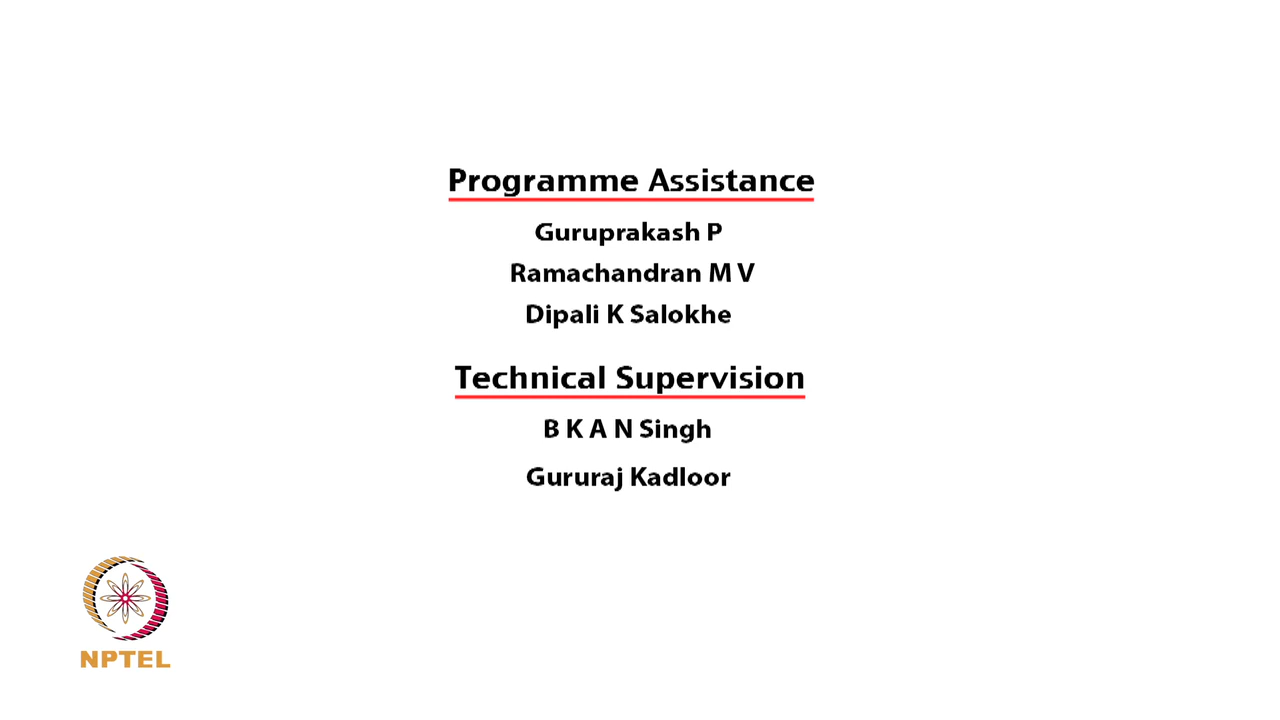 Programme Assistance
Guruprakash P
Ramachandran M V
Dipali K Salokhe
Technical Supervision
B K A N Singh
Gururaj Kadloor
NPTEL